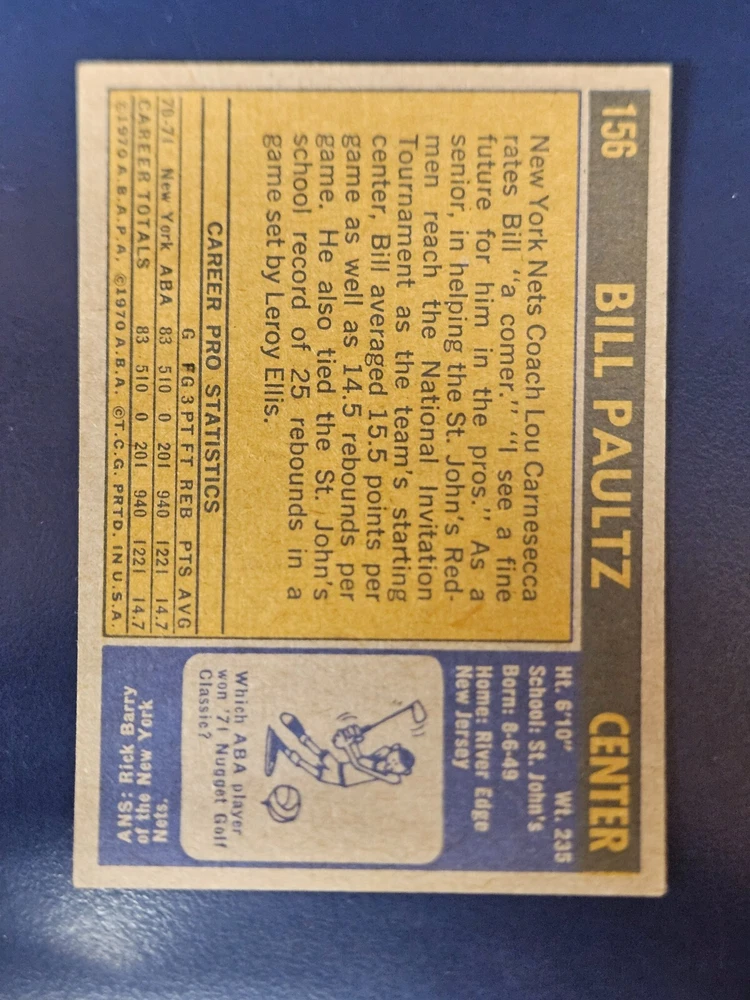 156 BILL PAULTZ CENTER
New York Nets Coach Lou Carnesecca
rates Bill "a comer." "I see a fine
future for him in the pros." As a
senior, in helping the St. John's Red-
men reach the National Invitation
Tournament as the team's starting
center, Bill averaged 15.5 points per
game as well as 14.5 rebounds per
game. He also tied the St. John's
school record of 25 rebounds in a
game set by Leroy Ellis.
CAREER PRO STATISTICS
G FG 3PT FT REB PTS AVG
70-71 New York ABA 83 510 0 201 940 1221 14.7
CAREER TOTALS 83 510 0 201 940 1221 14.7
©1970 A.B.A.P.A, ©1970 A.B.A. ©T.C.G. PRTD. IN U.S.A.
Ht. 6'10" Wt. 235
School: St. John's
Born: 8-6-49
Home: River Edge
New Jersey
Which ABA player
won '71 Nugget Golf
Classic?
ANS: Rick Barry
of the New York
Nets.